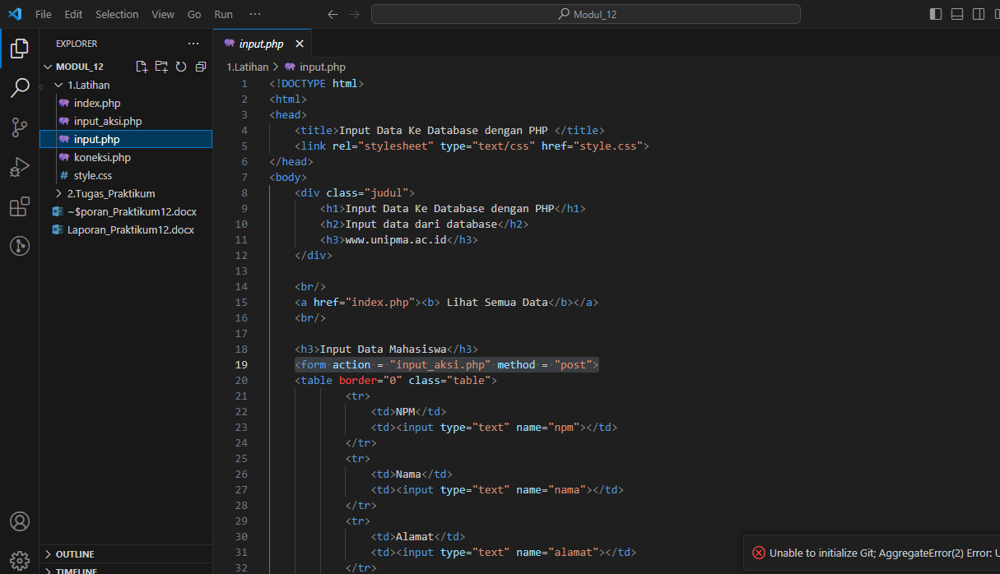 File Edit Selection View Go Run ···
Modul_12
EXPLORER ···
MODUL_12
1.Latihan
index.php
input_aksi.php
input.php
koneksi.php
# style.css
2.Tugas_Praktikum
~$poran_Praktikum12.docx
Laporan_Praktikum12.docx
OUTLINE
TIMELINE
input.php
1.Latihan > input.php
1 <!DOCTYPE html>
2 <html>
3 <head>
4 <title>Input Data Ke Database dengan PHP </title>
5 <link rel="stylesheet" type="text/css" href="style.css">
6 </head>
7 <body>
8 <div class="judul">
9 <h1>Input Data Ke Database dengan PHP</h1>
10 <h2>Input data dari database</h2>
11 <h3>www.unipma.ac.id</h3>
12 </div>
13
14 <br/>
15 <a href="index.php"><b> Lihat Semua Data</b></a>
16 <br/>
17
18 <h3>Input Data Mahasiswa</h3>
19 <form action = "input_aksi.php" method = "post">
20 <table border="0" class="table">
21 <tr>
22 <td>NPM</td>
23 <td><input type="text" name="npm"></td>
24 </tr>
25 <tr>
26 <td>Nama</td>
27 <td><input type="text" name="nama"></td>
28 </tr>
29 <tr>
30 <td>Alamat</td>
31 <td><input type="text" name="alamat"></td>
32 </tr>
Unable to initialize Git; AggregateError(2) Error: U